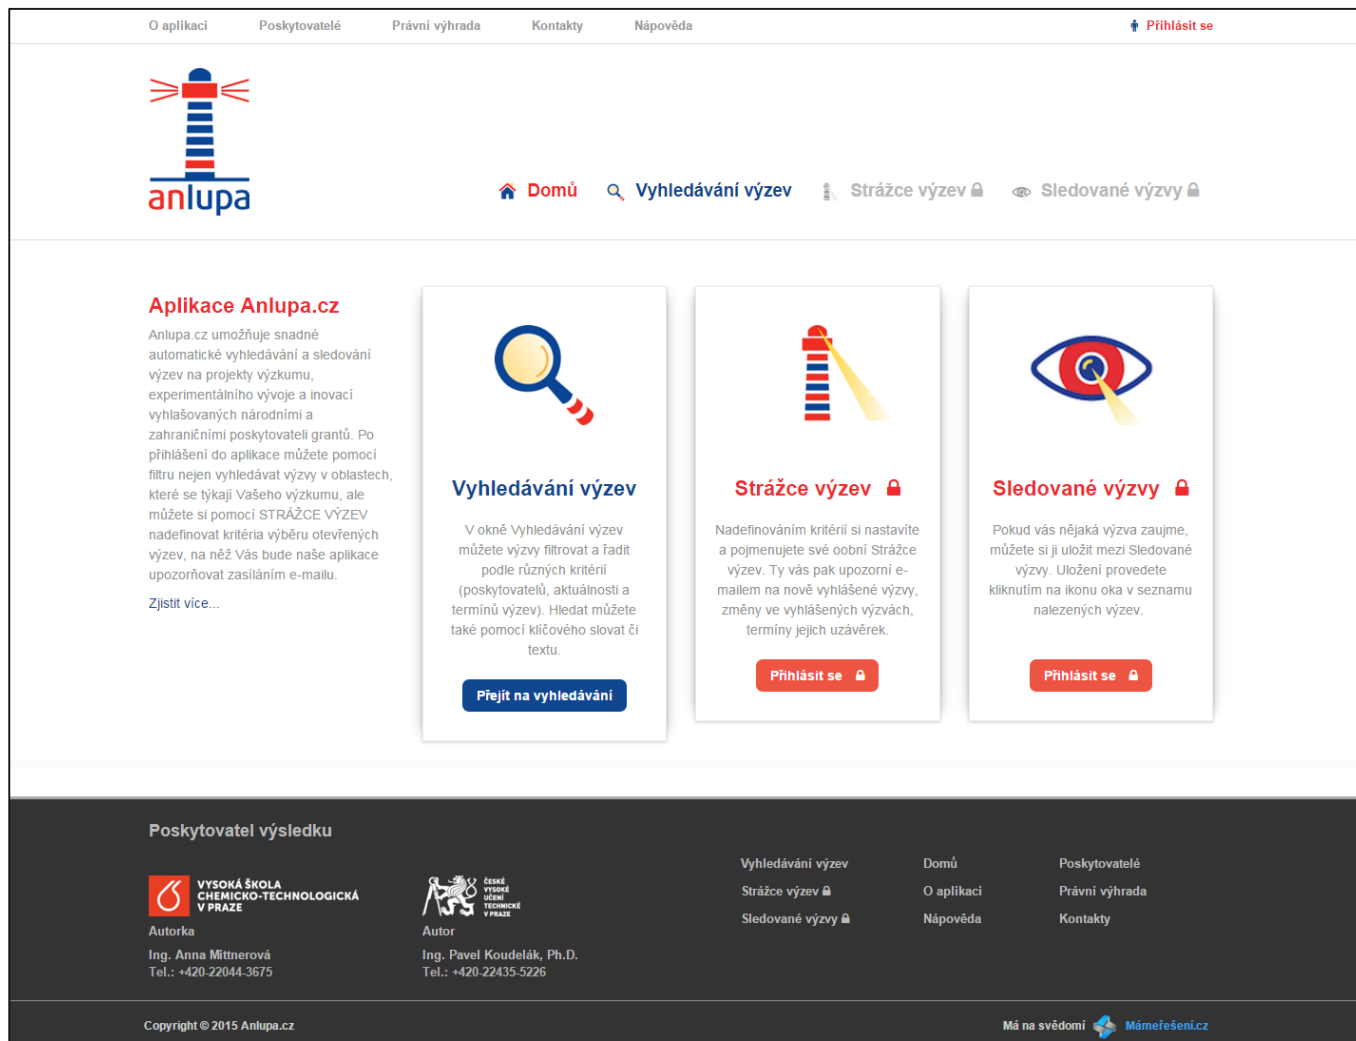 O aplikaci Poskytovatelé Právní výhrada Kontakty Nápověda Přihlásit se
anlupa
Domů Vyhledávání výzev Strážce výzev Sledované výzvy
Aplikace Anlupa.cz
Anlupa.cz umožňuje snadné
automatické vyhledávání a sledování
výzev na projekty výzkumu,
experimentálního vývoje a inovací
vyhlašovaných národními a
zahraničními poskytovateli grantů. Po
přihlášení do aplikace můžete pomocí
filtru nejen vyhledávat výzvy v oblastech,
které se týkají Vašeho výzkumu, ale
můžete si pomocí STRÁŽCE VÝZEV
nadefinovat kritéria výběru otevřených
výzev, na něž Vás bude naše aplikace
upozorňovat zasíláním e-mailu.
Zjistit více...
Vyhledávání výzev
V okně Vyhledávání výzev
můžete výzvy filtrovat a řadit
podle různých kritérií
(poskytovatelů, aktuálnosti a
termínů výzev). Hledat můžete
také pomocí klíčového slovat či
textu.
Přejít na vyhledávání
Strážce výzev
Nadefinováním kritérií si nastavíte
a pojmenujete své oobní Strážce
výzev. Ty vás pak upozorní e-
mailem na nově vyhlášené výzvy,
změny ve vyhlášených výzvách,
termíny jejich uzávěrek.
Přihlásit se
Sledované výzvy
Pokud vás nějaká výzva zaujme,
můžete si ji uložit mezi Sledované
výzvy. Uložení provedete
kliknutím na ikonu oka v seznamu
nalezených výzev.
Přihlásit se
Poskytovatel výsledku
VYSOKÁ ŠKOLA
CHEMICKO-TECHNOLOGICKÁ
V PRAZE
Autorka
Ing. Anna Mittnerová
Tel.: +420-22044-3675
ČESKÉ
VYSOKÉ
UČENÍ
TECHNICKÉ
V PRAZE
Autor
Ing. Pavel Koudelák, Ph.D.
Tel.: +420-22435-5226
Vyhledávání výzev Domů Poskytovatelé
Strážce výzev O aplikaci Právní výhrada
Sledované výzvy Nápověda Kontakty
Copyright © 2015 Anlupa.cz Má na svědomí Mámeřešení.cz